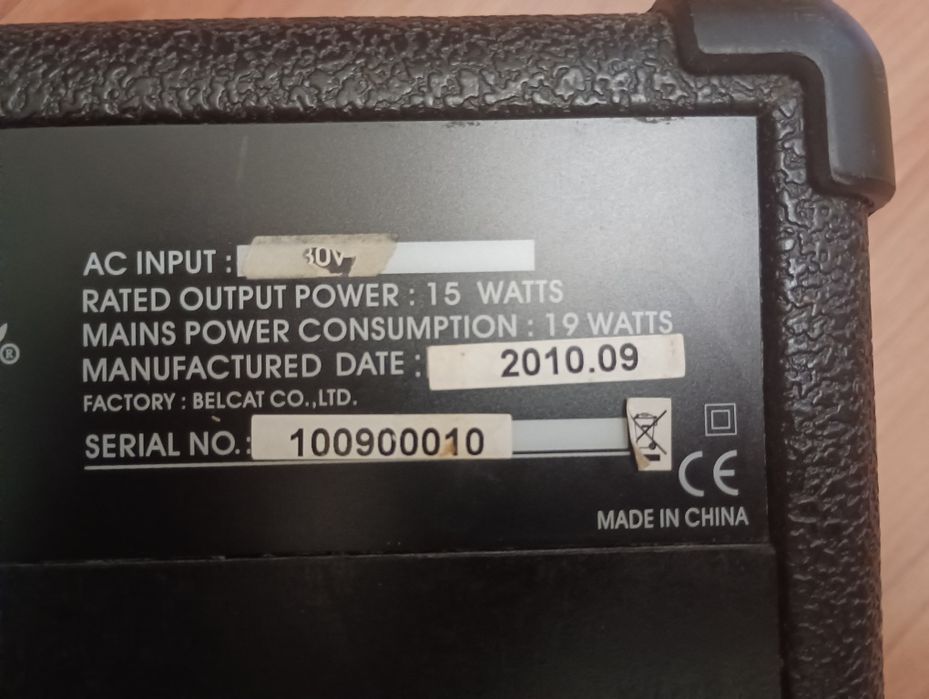 AC INPUT : 30V
RATED OUTPUT POWER : 15 WATTS
MAINS POWER CONSUMPTION : 19 WATTS
MANUFACTURED DATE : 2010.09
FACTORY : BELCAT CO.,LTD.
SERIAL NO.: 100900010
®
CE
MADE IN CHINA